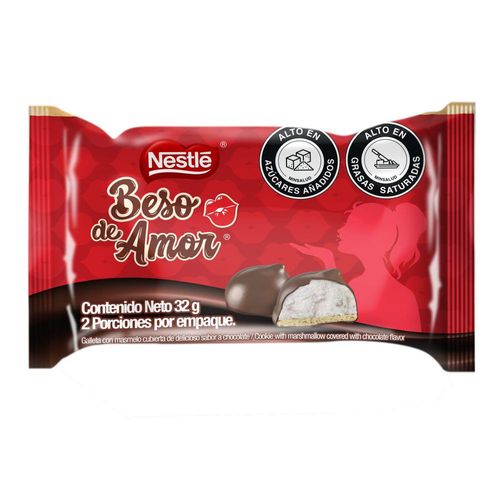 Nestlé®
Beso
de Amor®
ALTO EN
AZÚCARES AÑADIDOS
MINSALUD
ALTO EN
GRASAS SATURADAS
MINSALUD
Contenido Neto 32 g
2 Porciones por empaque.
Galleta con masmelo cubierta de delicioso sabor a chocolate / Cookie with marshmallow covered with chocolate flavor